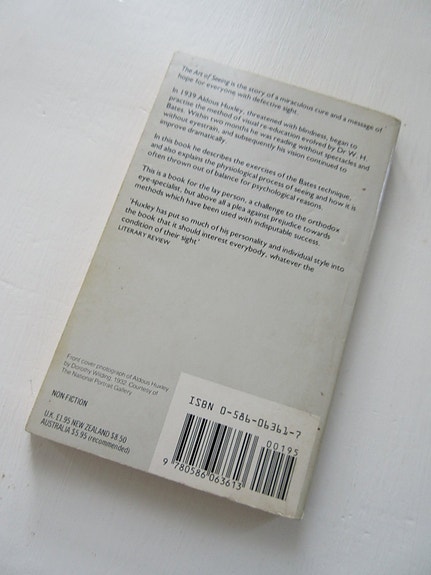 The Art of Seeing is the story of a miraculous cure and a message of
hope for everyone with defective sight.
In 1939 Aldous Huxley, threatened with blindness, began to
practise the method of visual re-education evolved by Dr W. H.
Bates. Within two months he was reading without spectacles and
without eyestrain, and subsequently his vision continued to
improve dramatically.
In this book he describes the exercises of the Bates technique,
and also explains the physiological process of seeing and how it is
often thrown out of balance for psychological reasons.
This is a book for the lay person, a challenge to the orthodox
eye-specialist, but above all a plea against prejudice towards
methods which have been used with indisputable success.
'Huxley has put so much of his personality and individual style into
the book that it should interest everybody, whatever the
condition of their sight'
LITERARY REVIEW
Front cover photograph of Aldous Huxley
by Dorothy Wilding, 1932. Courtesy of
The National Portrait Gallery
NON-FICTION
U.K. £1.95 NEW ZEALAND $8.50
AUSTRALIA $5.95 (recommended)
ISBN 0-586-06361-7
00195
9 780586 063613